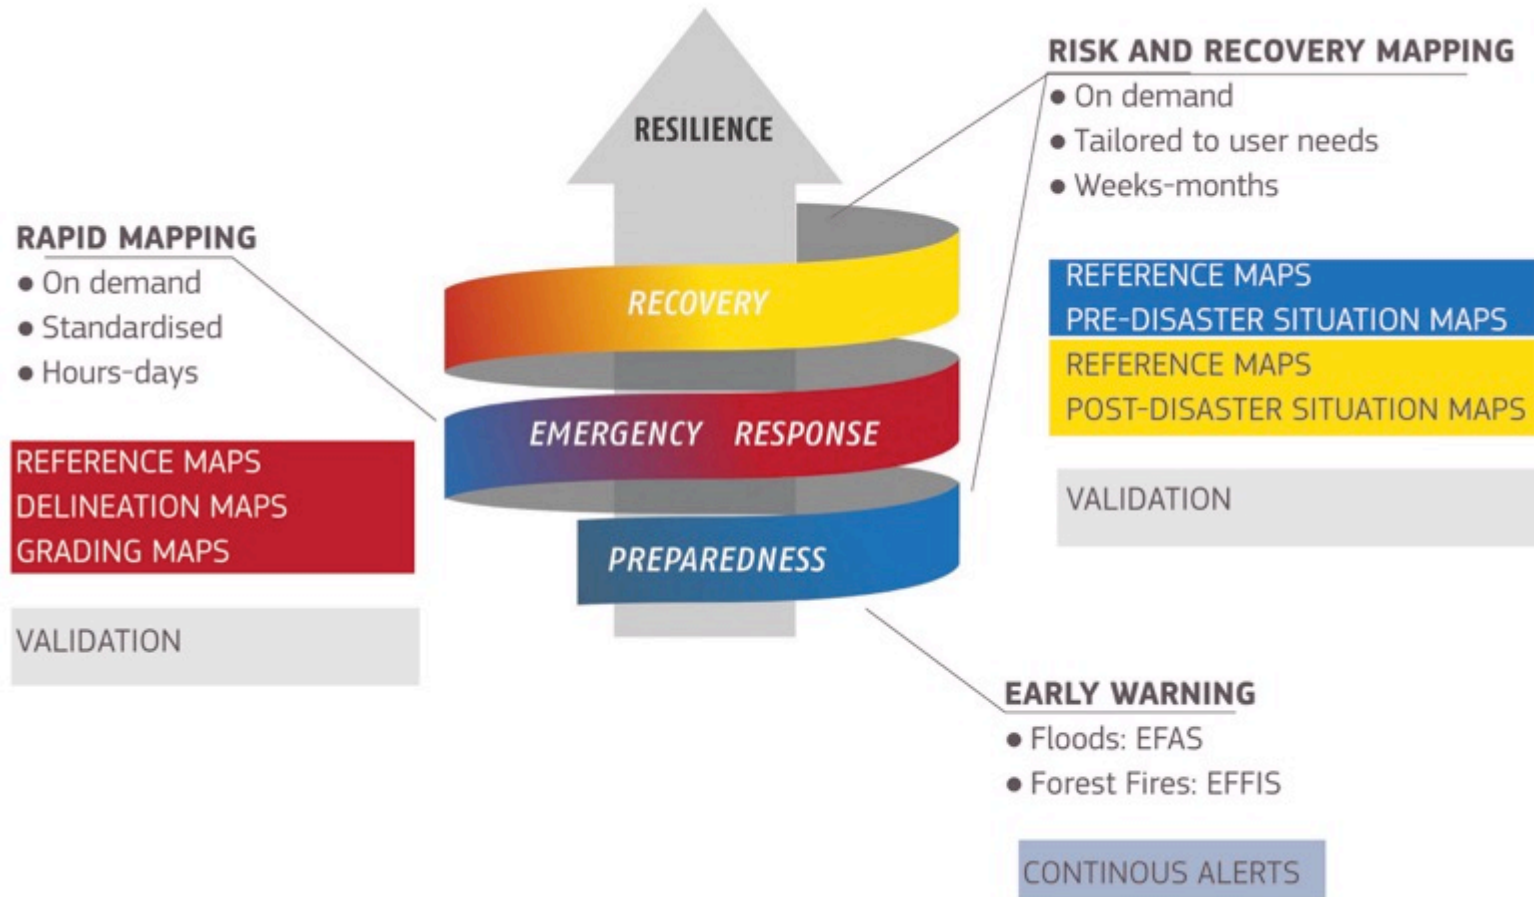 RESILIENCE
RECOVERY
EMERGENCY RESPONSE
PREPAREDNESS
RAPID MAPPING
● On demand
● Standardised
● Hours-days
REFERENCE MAPS
DELINEATION MAPS
GRADING MAPS
VALIDATION
RISK AND RECOVERY MAPPING
● On demand
● Tailored to user needs
● Weeks-months
REFERENCE MAPS
PRE-DISASTER SITUATION MAPS
REFERENCE MAPS
POST-DISASTER SITUATION MAPS
VALIDATION
EARLY WARNING
● Floods: EFAS
● Forest Fires: EFFIS
CONTINOUS ALERTS